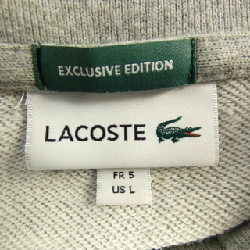 EXCLUSIVE EDITION
LACOSTE
FR 5
US L